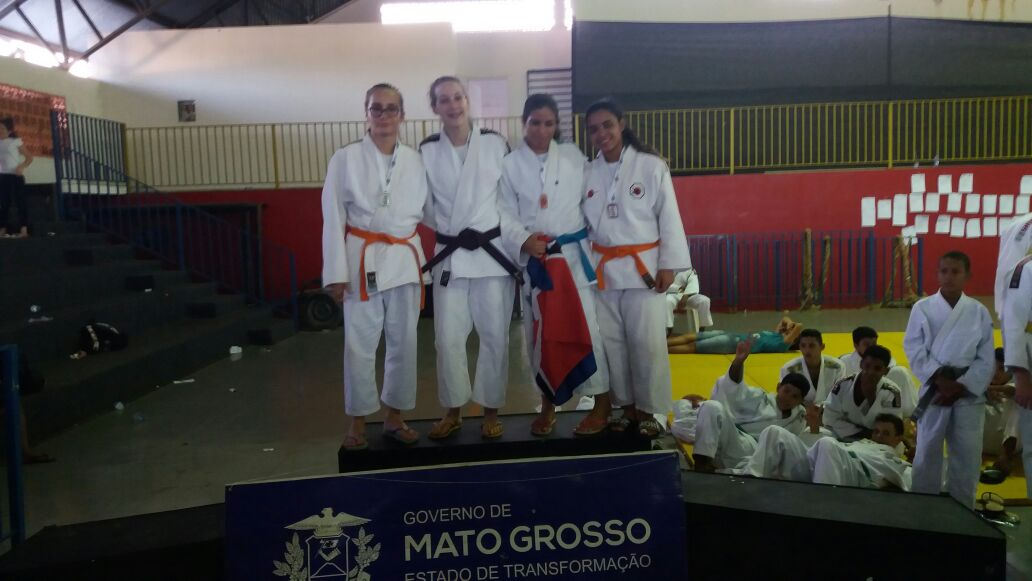 GOVERNO DE
MATO GROSSO
ESTADO DE TRANSFORMAÇÃO